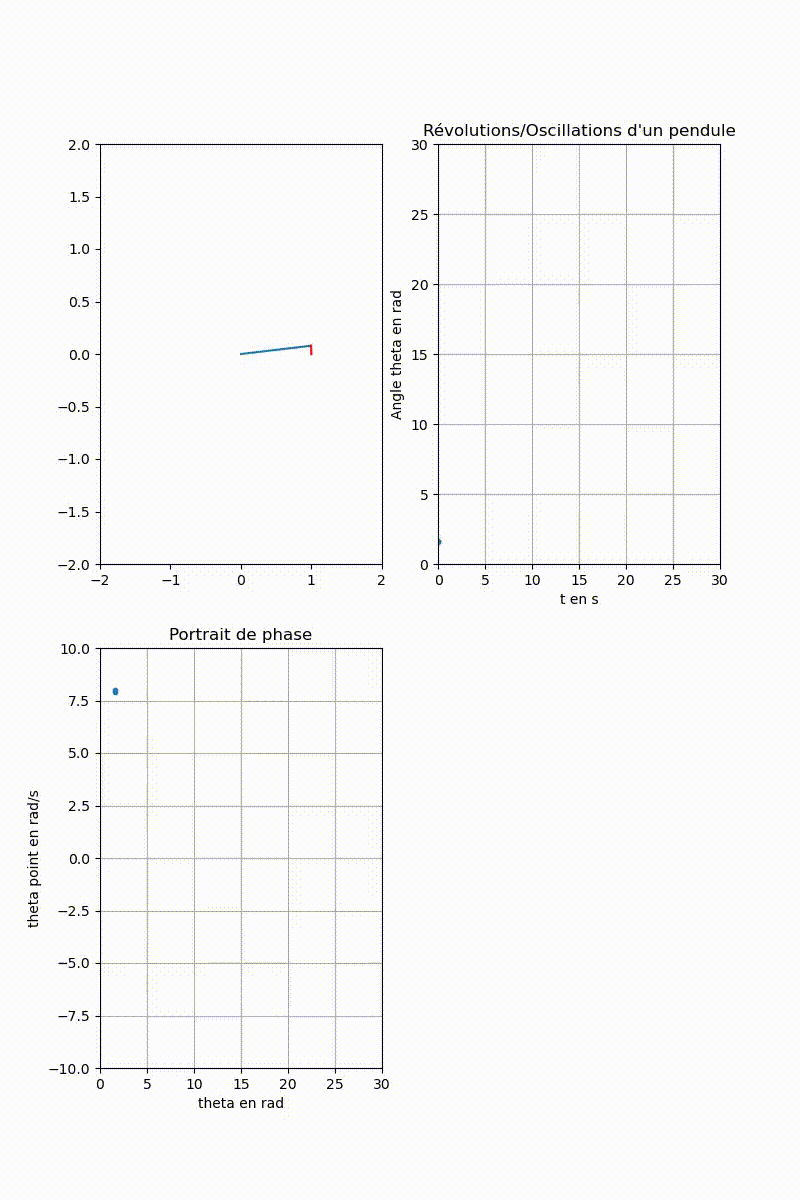 Révolutions/Oscillations d'un pendule
2.0
1.5
1.0
0.5
0.0
−0.5
−1.0
−1.5
−2.0
−2 −1 0 1 2
Angle theta en rad
30
25
20
15
10
5
0
0 5 10 15 20 25 30
t en s
Portrait de phase
theta point en rad/s
10.0
7.5
5.0
2.5
0.0
−2.5
−5.0
−7.5
−10.0
0 5 10 15 20 25 30
theta en rad